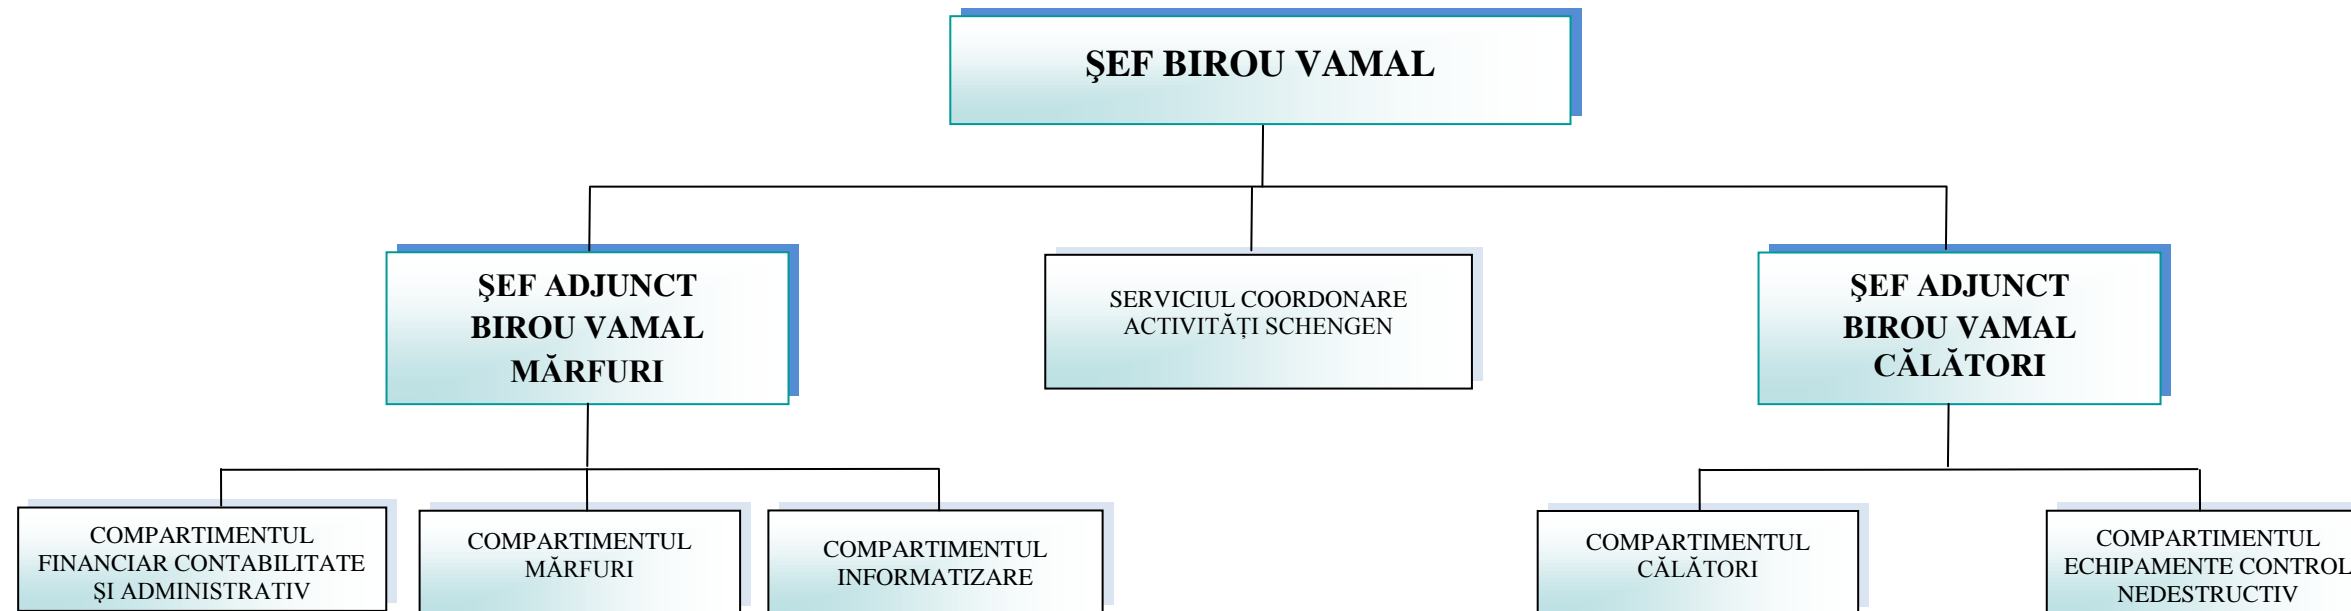 ŞEF BIROU VAMAL
ŞEF ADJUNCT
BIROU VAMAL
MĂRFURI
SERVICIUL COORDONARE
ACTIVITĂȚI SCHENGEN
ŞEF ADJUNCT
BIROU VAMAL
CĂLĂTORI
COMPARTIMENTUL
FINANCIAR CONTABILITATE
ŞI ADMINISTRATIV
COMPARTIMENTUL
MĂRFURI
COMPARTIMENTUL
INFORMATIZARE
COMPARTIMENTUL
CĂLĂTORI
COMPARTIMENTUL
ECHIPAMENTE CONTROL
NEDESTRUCTIV